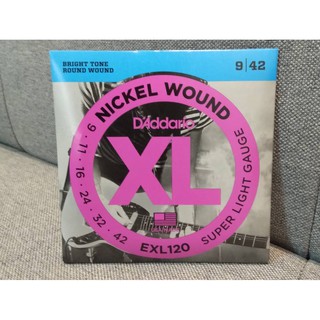 BRIGHT TONE
ROUND WOUND
9|42
NICKEL WOUND
D'Addario
XL
9·11·16·24·32·42
EXL120
SUPER LIGHT GAUGE